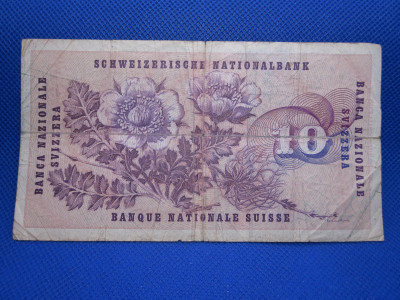 SCHWEIZERISCHE NATIONALBANK
BANCA NAZIONALE
SVIZZERA
10
BANCA NAZIONALE
SVIZZERA
BANQUE NATIONALE SUISSE